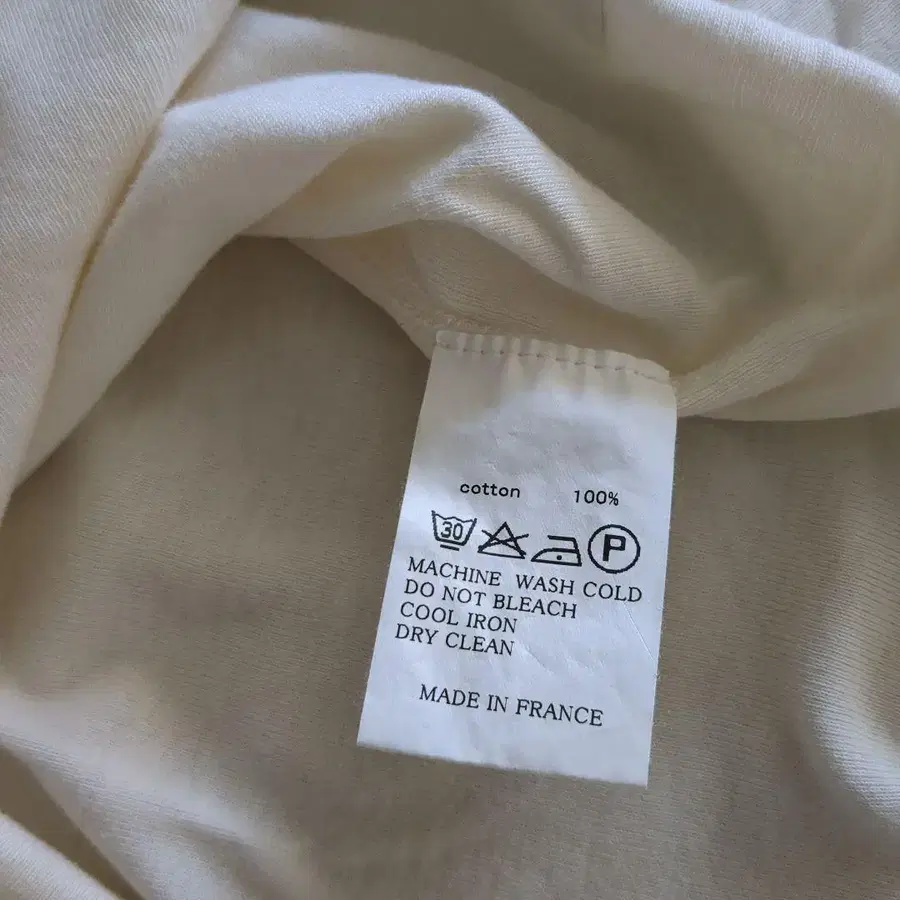 cotton 100%
30 P
MACHINE WASH COLD
DO NOT BLEACH
COOL IRON
DRY CLEAN
MADE IN FRANCE